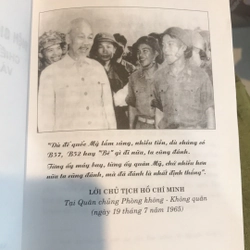 "Dù đế quốc Mỹ lắm súng, nhiều tiền, dù chúng có
B57, B52 hay "Bê" gì đi nữa, ta cũng đánh.
Từng ấy máy bay, từng ấy quân Mỹ, chứ nhiều hơn
nữa ta cũng đánh, mà đã đánh là nhất định thắng".
LỜI CHỦ TỊCH HỒ CHÍ MINH
Tại Quân chủng Phòng không - Không quân
(ngày 19 tháng 7 năm 1965)